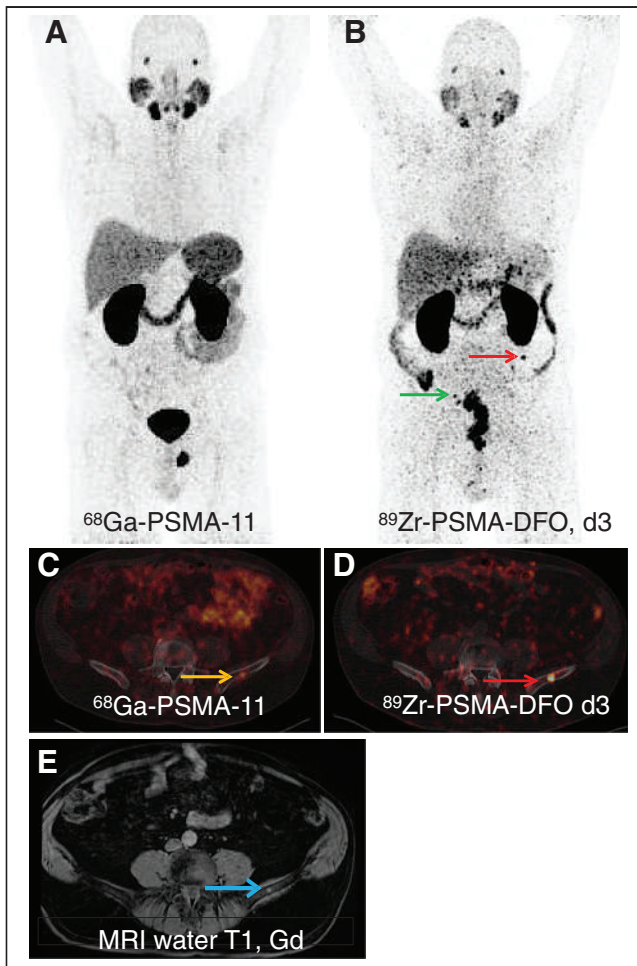 A
B
⁶⁸Ga-PSMA-11
⁸⁹Zr-PSMA-DFO, d3
C
D
⁶⁸Ga-PSMA-11
⁸⁹Zr-PSMA-DFO d3
E
MRI water T1, Gd